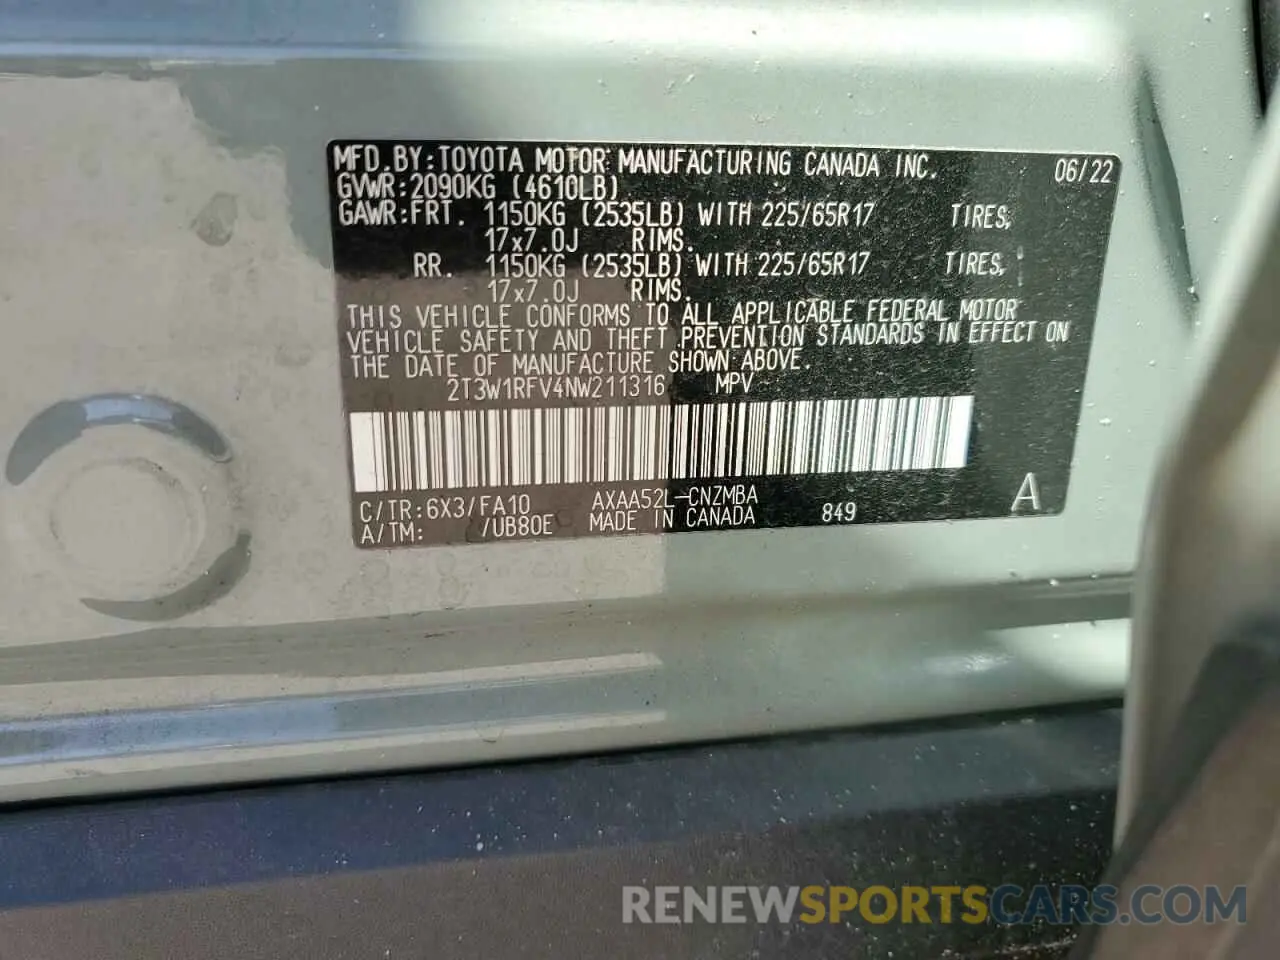 MFD.BY:TOYOTA MOTOR MANUFACTURING CANADA INC. 06/22
GVWR:2090KG (4610LB)
GAWR:FRT. 1150KG (2535LB) WITH 225/65R17 TIRES,
17x7.0J RIMS.
RR. 1150KG (2535LB) WITH 225/65R17 TIRES,
17x7.0J RIMS.
THIS VEHICLE CONFORMS TO ALL APPLICABLE FEDERAL MOTOR
VEHICLE SAFETY AND THEFT PREVENTION STANDARDS IN EFFECT ON
THE DATE OF MANUFACTURE SHOWN ABOVE.
2T3W1RFV4NW211316 MPV
C/TR:6X3/FA10 AXAA52L-CNZMBA
A/TM: /UB80E MADE IN CANADA 849 A
RENEWSPORTSCARS.COM